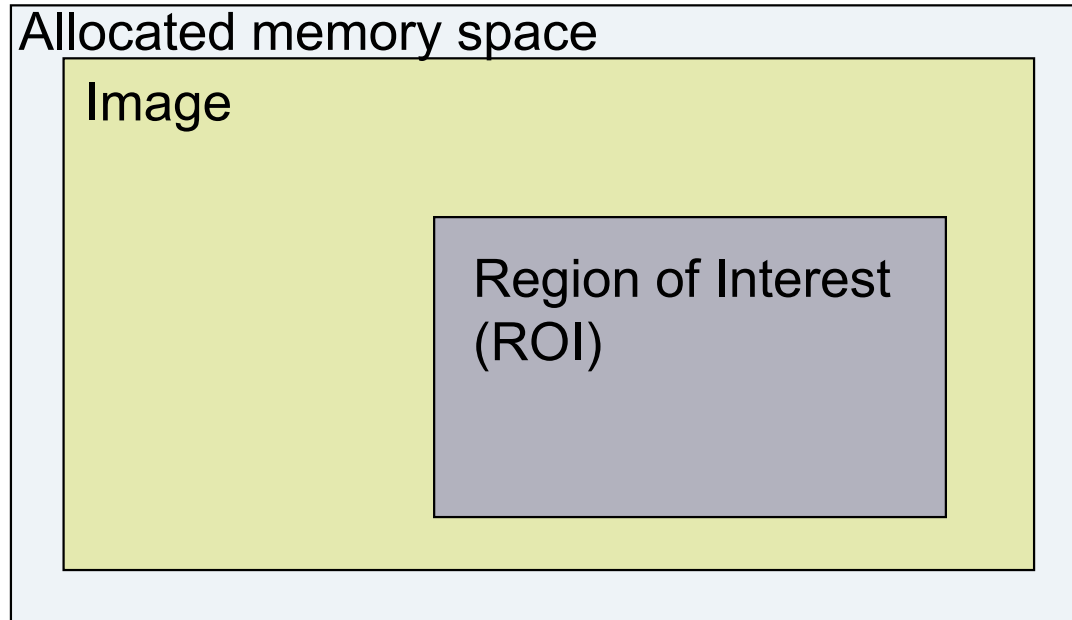 Allocated memory space
Image
Region of Interest
(ROI)